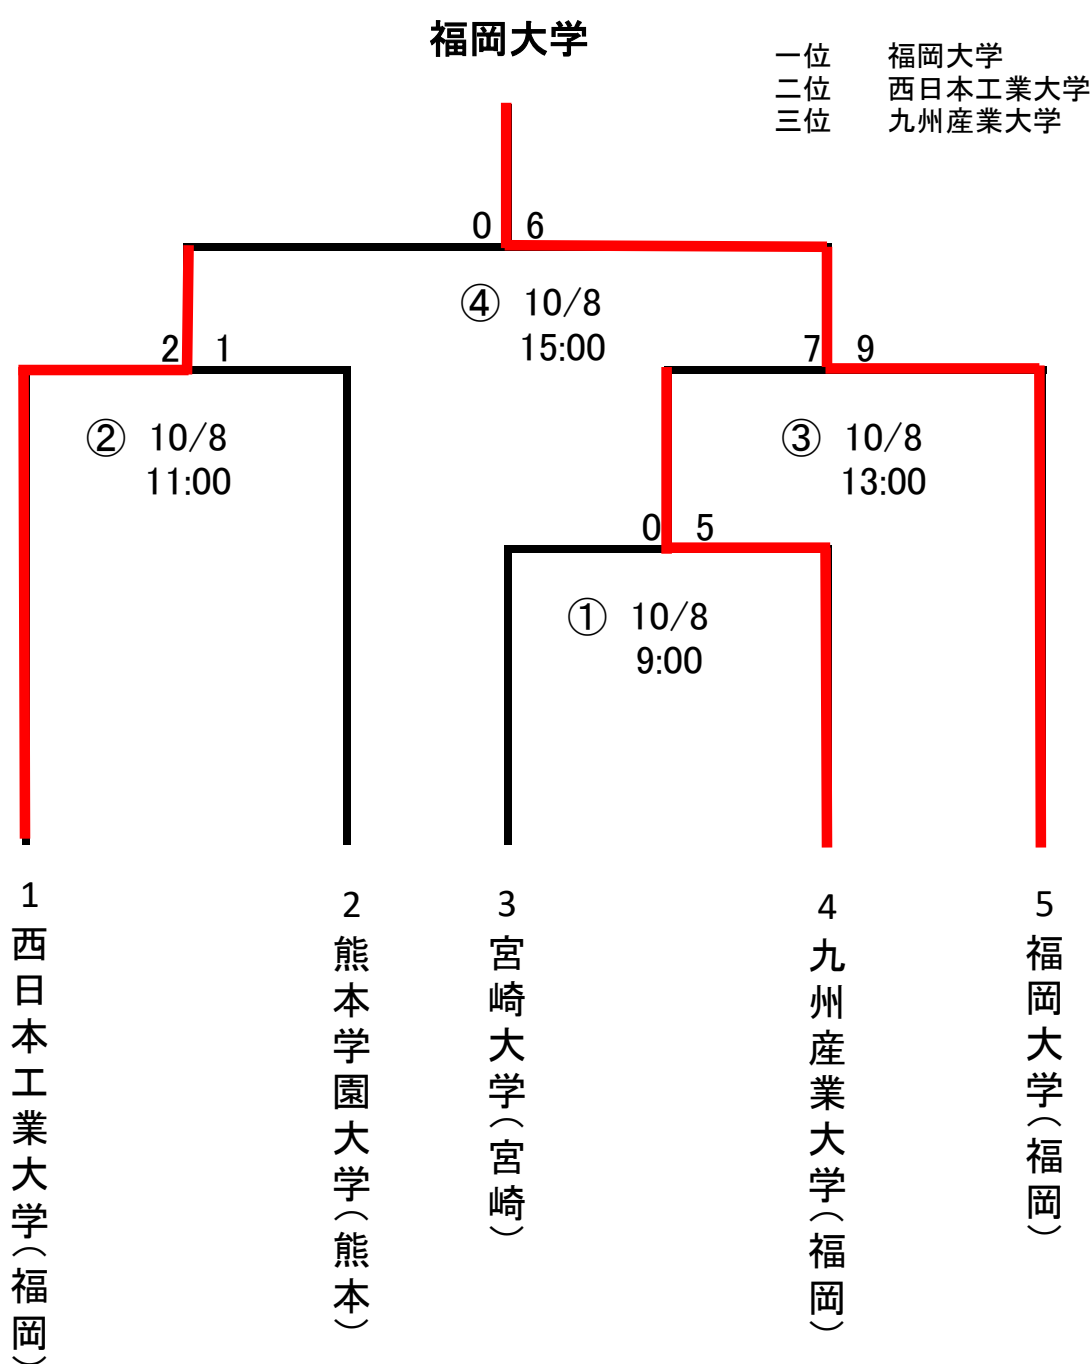 福岡大学
一位 福岡大学
二位 西日本工業大学
三位 九州産業大学
0 6
④ 10/8
15:00
2 1
7 9
② 10/8
11:00
③ 10/8
13:00
0 5
① 10/8
9:00
1
西日本工業大学(福岡)
2
熊本学園大学(熊本)
3
宮崎大学(宮崎)
4
九州産業大学(福岡)
5
福岡大学(福岡)